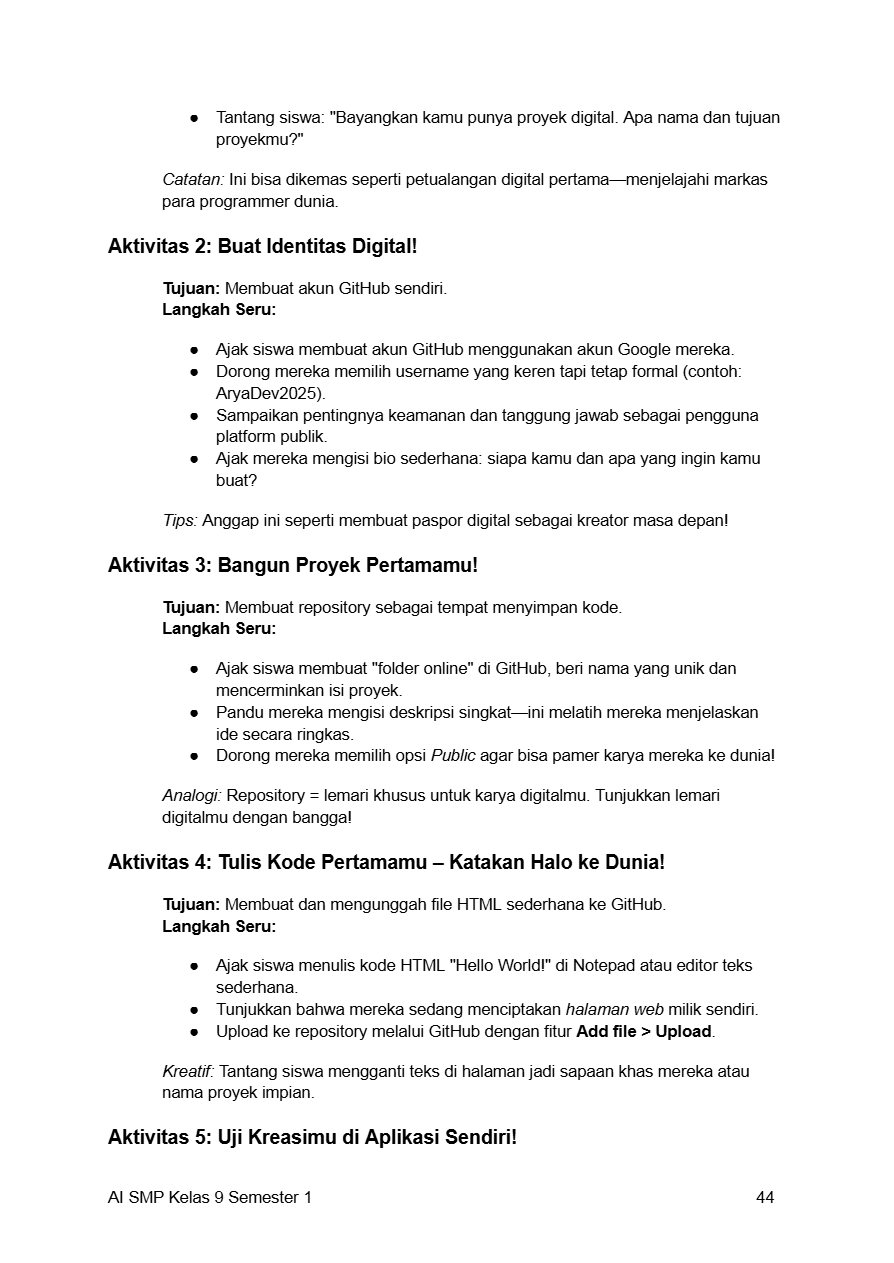 ● Tantang siswa: "Bayangkan kamu punya proyek digital. Apa nama dan tujuan
proyekmu?"
Catatan: Ini bisa dikemas seperti petualangan digital pertama—menjelajahi markas
para programmer dunia.
Aktivitas 2: Buat Identitas Digital!
Tujuan: Membuat akun GitHub sendiri.
Langkah Seru:
● Ajak siswa membuat akun GitHub menggunakan akun Google mereka.
● Dorong mereka memilih username yang keren tapi tetap formal (contoh:
AryaDev2025).
● Sampaikan pentingnya keamanan dan tanggung jawab sebagai pengguna
platform publik.
● Ajak mereka mengisi bio sederhana: siapa kamu dan apa yang ingin kamu
buat?
Tips: Anggap ini seperti membuat paspor digital sebagai kreator masa depan!
Aktivitas 3: Bangun Proyek Pertamamu!
Tujuan: Membuat repository sebagai tempat menyimpan kode.
Langkah Seru:
● Ajak siswa membuat "folder online" di GitHub, beri nama yang unik dan
mencerminkan isi proyek.
● Pandu mereka mengisi deskripsi singkat—ini melatih mereka menjelaskan
ide secara ringkas.
● Dorong mereka memilih opsi Public agar bisa pamer karya mereka ke dunia!
Analogi: Repository = lemari khusus untuk karya digitalmu. Tunjukkan lemari
digitalmu dengan bangga!
Aktivitas 4: Tulis Kode Pertamamu – Katakan Halo ke Dunia!
Tujuan: Membuat dan mengunggah file HTML sederhana ke GitHub.
Langkah Seru:
● Ajak siswa menulis kode HTML "Hello World!" di Notepad atau editor teks
sederhana.
● Tunjukkan bahwa mereka sedang menciptakan halaman web milik sendiri.
● Upload ke repository melalui GitHub dengan fitur Add file > Upload.
Kreatif: Tantang siswa mengganti teks di halaman jadi sapaan khas mereka atau
nama proyek impian.
Aktivitas 5: Uji Kreasimu di Aplikasi Sendiri!
AI SMP Kelas 9 Semester 1 44